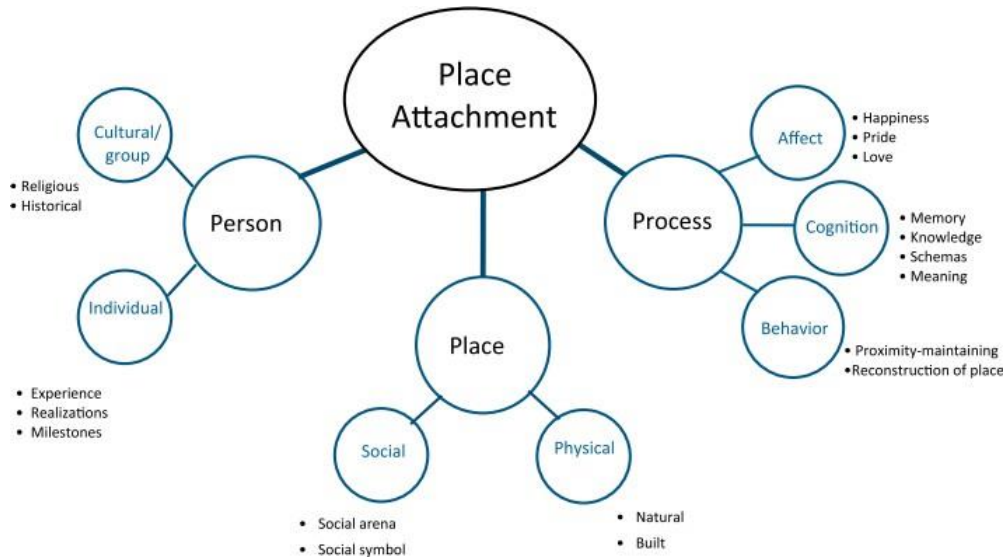 Place
Attachment
Cultural/
group
• Religious
• Historical
Person
Individual
• Experience
• Realizations
• Milestones
Place
Social
• Social arena
• Social symbol
Physical
• Natural
• Built
Process
Affect
• Happiness
• Pride
• Love
Cognition
• Memory
• Knowledge
• Schemas
• Meaning
Behavior
• Proximity-maintaining
•Reconstruction of place